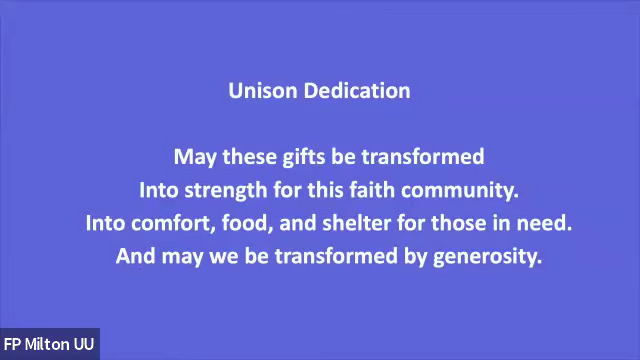 Unison Dedication
May these gifts be transformed
Into strength for this faith community.
Into comfort, food, and shelter for those in need.
And may we be transformed by generosity.
FP Milton UU